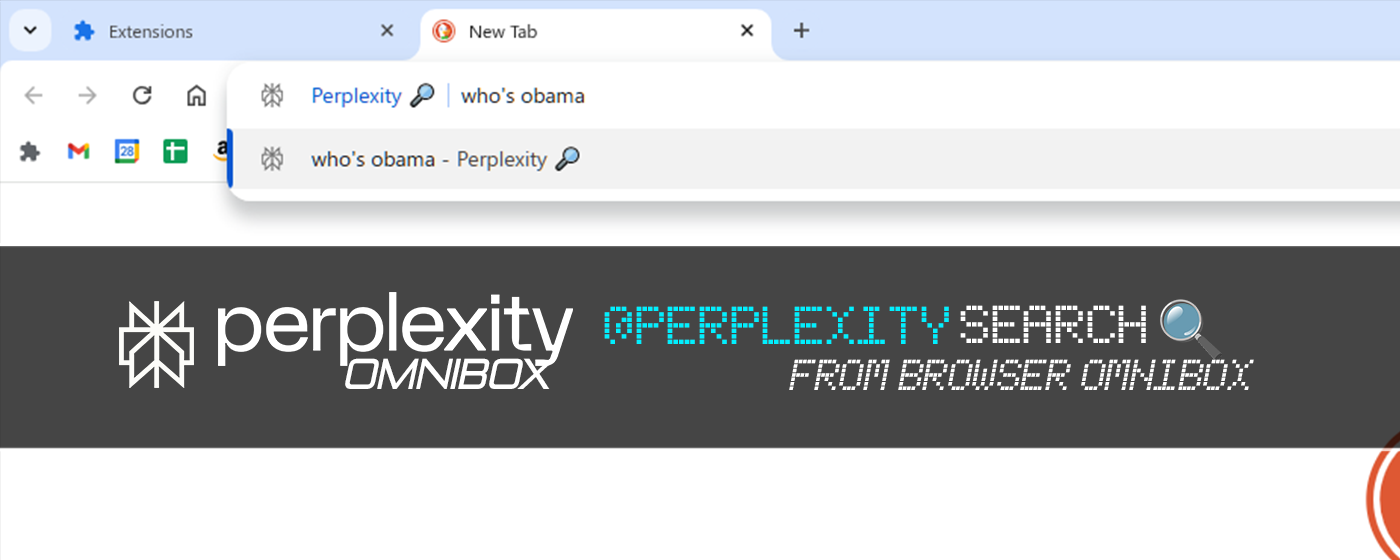 Extensions
New Tab
Perplexity 🔎 who's obama
28
a
who's obama - Perplexity 🔎
perplexity
OMNIBOX
@PERPLEXITY SEARCH
FROM BROWSER OMNIBOX